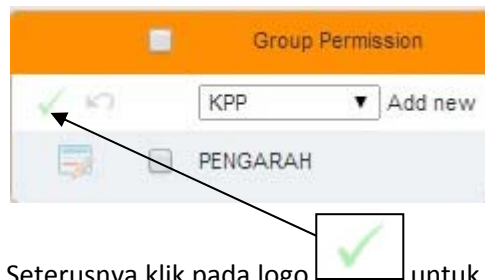 Group Permission
KPP Add new
PENGARAH
Seterusnya klik pada logo untuk